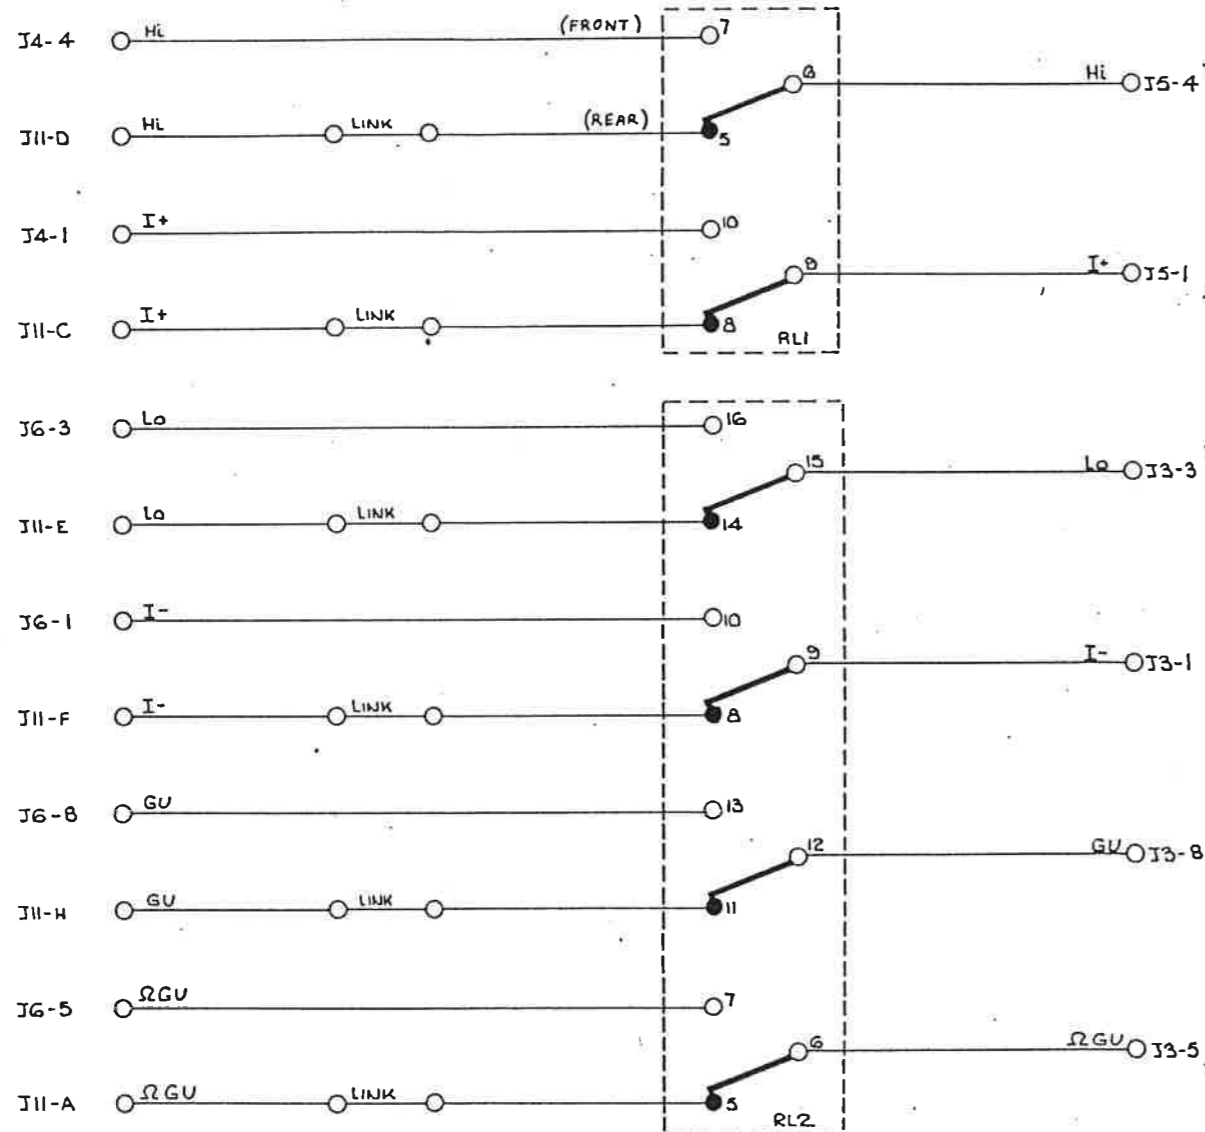 J4-4 Hi (FRONT) 7
8 Hi J5-4
J11-D Hi LINK (REAR) 5
J4-1 I+ 10
9 I+ J5-1
J11-C I+ LINK 8
RL1
J6-3 Lo 16
15 Lo J3-3
J11-E Lo LINK 14
J6-1 I- 10
9 I- J3-1
J11-F I- LINK 8
J6-8 GU 13
12 GU J3-8
J11-H GU LINK 11
J6-5 ΩGU 7
6 ΩGU J3-5
J11-A ΩGU LINK 5
RL2